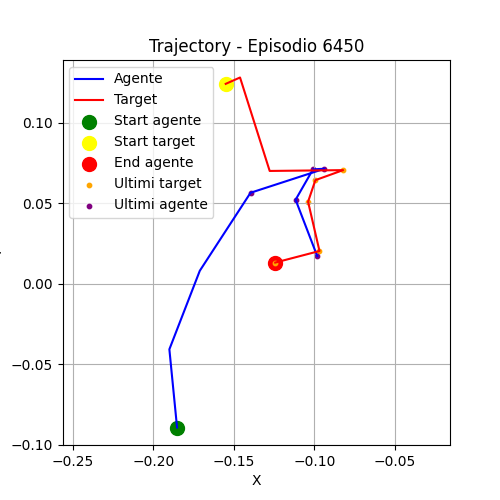 Trajectory - Episodio 6450
Agente
Target
Start agente
Start target
End agente
Ultimi target
Ultimi agente
0.10
0.05
0.00
−0.05
−0.10
−0.25
−0.20
−0.15
−0.10
−0.05
X